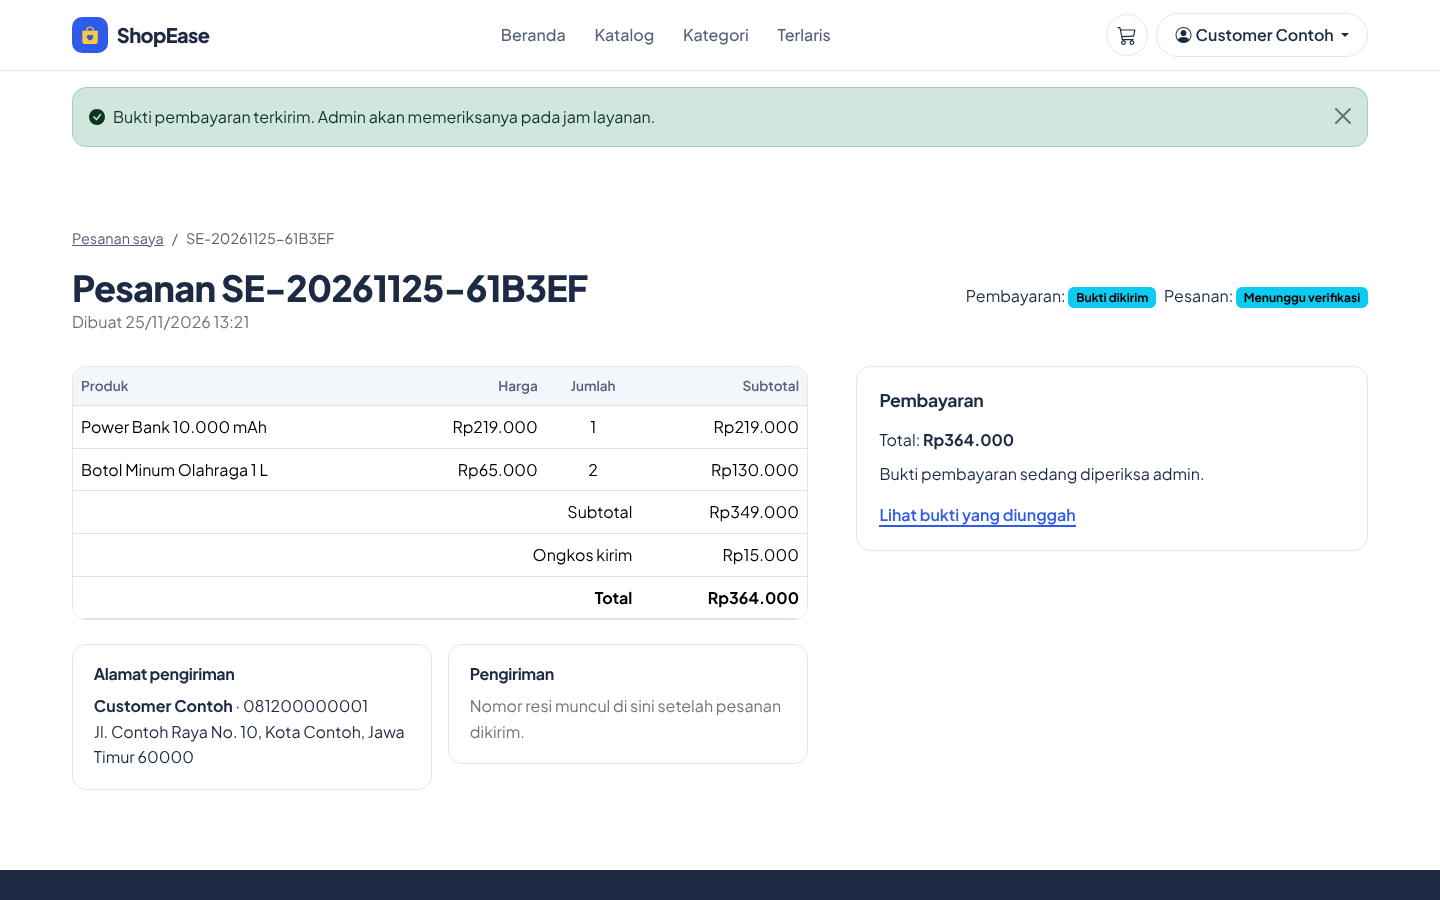 ShopEase
Beranda Katalog Kategori Terlaris
Customer Contoh
Bukti pembayaran terkirim. Admin akan memeriksanya pada jam layanan.
Pesanan saya / SE-20261125-61B3EF
Pesanan SE-20261125-61B3EF
Dibuat 25/11/2026 13:21
Pembayaran: Bukti dikirim Pesanan: Menunggu verifikasi
Produk Harga Jumlah Subtotal
Power Bank 10.000 mAh Rp219.000 1 Rp219.000
Botol Minum Olahraga 1 L Rp65.000 2 Rp130.000
Subtotal Rp349.000
Ongkos kirim Rp15.000
Total Rp364.000
Pembayaran
Total: Rp364.000
Bukti pembayaran sedang diperiksa admin.
Lihat bukti yang diunggah
Alamat pengiriman
Customer Contoh · 081200000001
Jl. Contoh Raya No. 10, Kota Contoh, Jawa
Timur 60000
Pengiriman
Nomor resi muncul di sini setelah pesanan
dikirim.